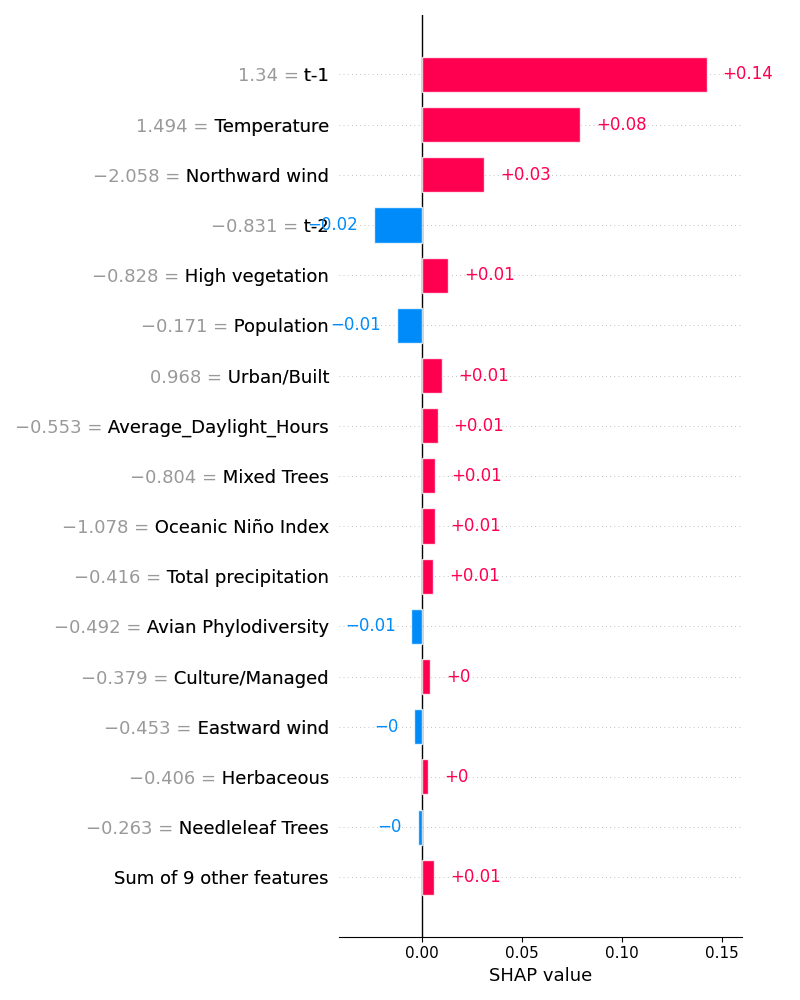 1.34 = t-1 +0.14
1.494 = Temperature +0.08
−2.058 = Northward wind +0.03
−0.831 = t-2 −0.02
−0.828 = High vegetation +0.01
−0.171 = Population −0.01
0.968 = Urban/Built +0.01
−0.553 = Average_Daylight_Hours +0.01
−0.804 = Mixed Trees +0.01
−1.078 = Oceanic Niño Index +0.01
−0.416 = Total precipitation +0.01
−0.492 = Avian Phylodiversity −0.01
−0.379 = Culture/Managed +0
−0.453 = Eastward wind −0
−0.406 = Herbaceous +0
−0.263 = Needleleaf Trees −0
Sum of 9 other features +0.01
0.00 0.05 0.10 0.15
SHAP value